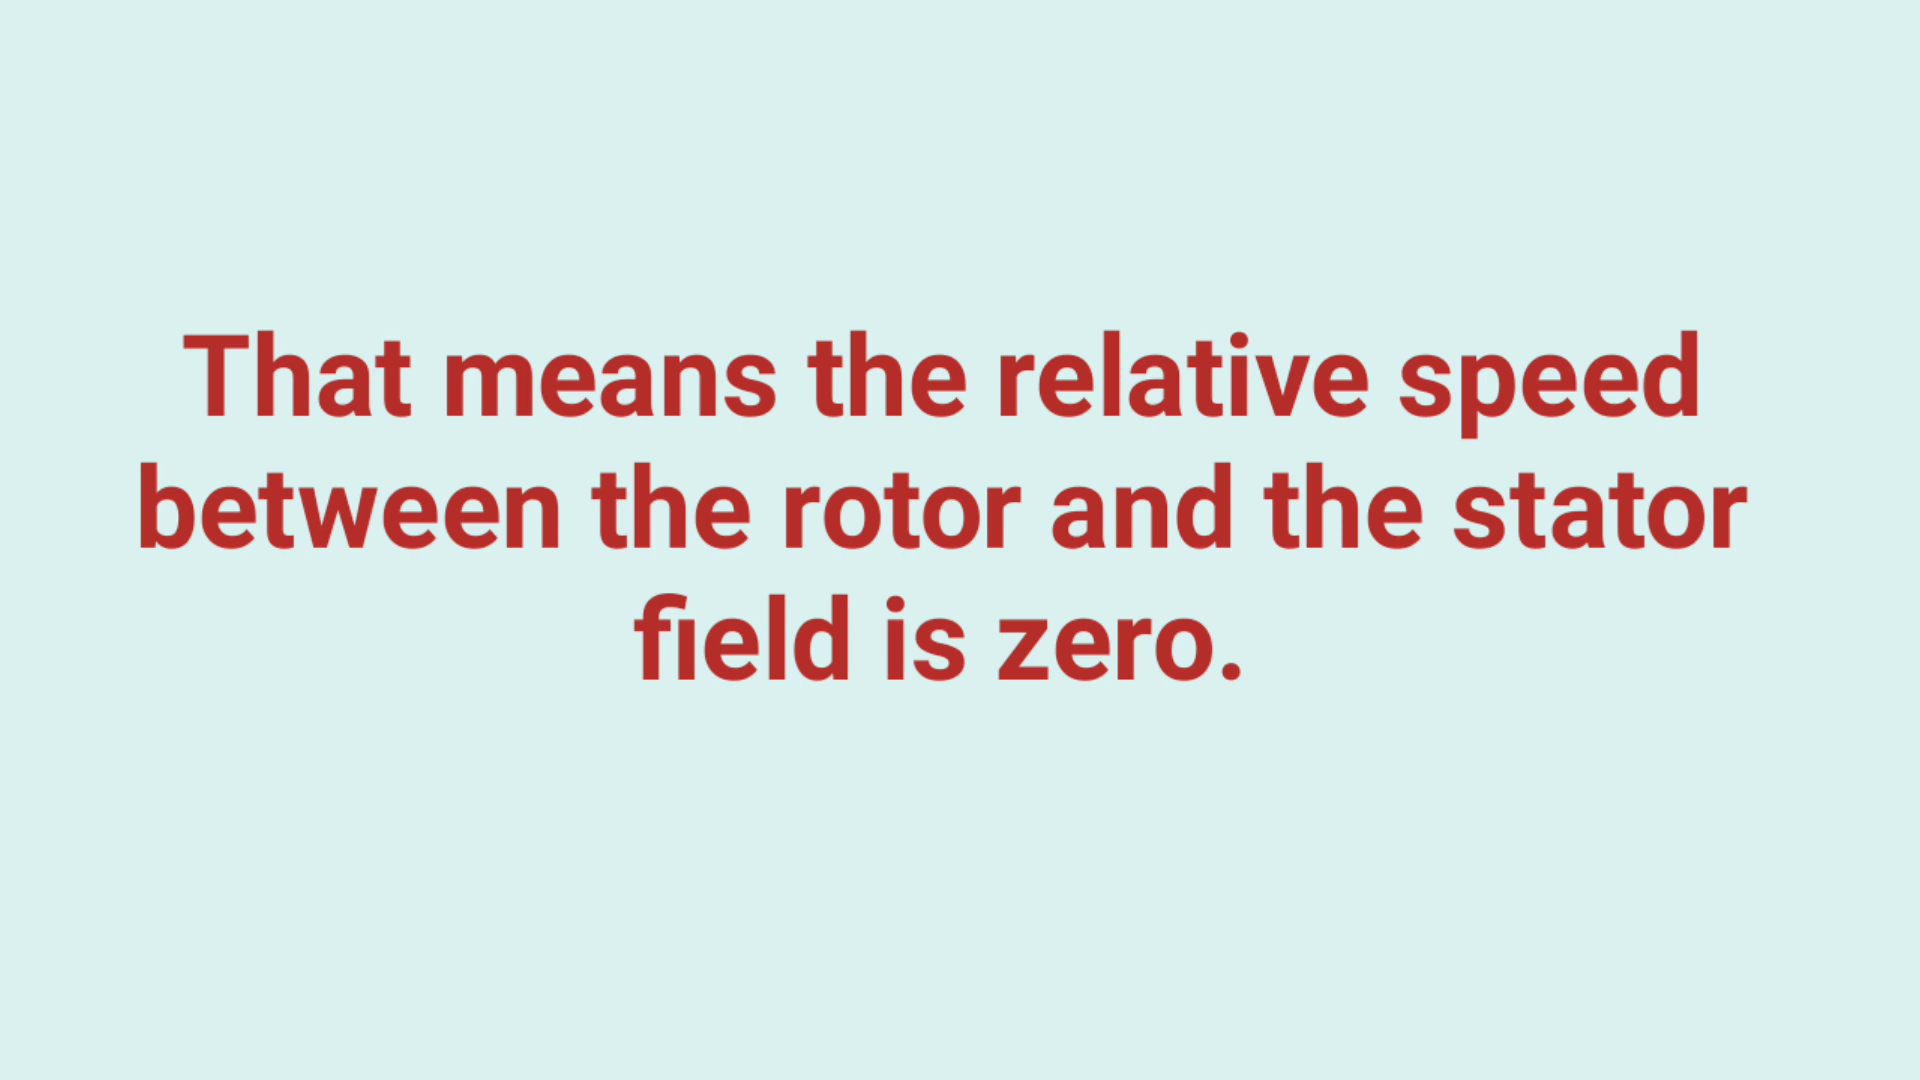 That means the relative speed
between the rotor and the stator
field is zero.